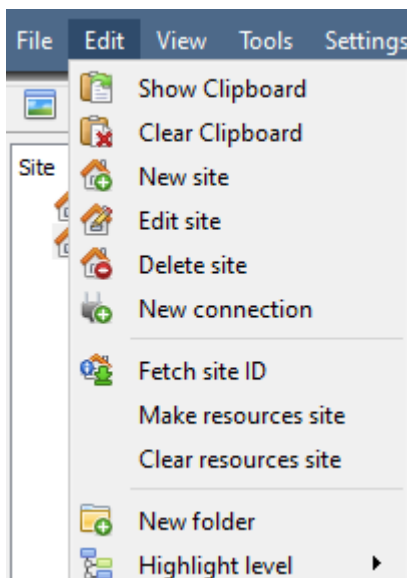 File Edit View Tools Settings
Show Clipboard
Clear Clipboard
Site
New site
Edit site
Delete site
New connection
Fetch site ID
Make resources site
Clear resources site
New folder
Highlight level